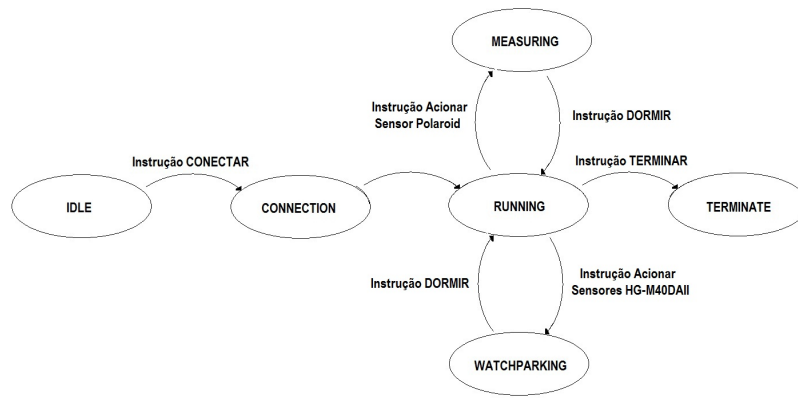 MEASURING
Instrução Acionar
Sensor Polaroid
Instrução DORMIR
Instrução CONECTAR
Instrução TERMINAR
IDLE
CONNECTION
RUNNING
TERMINATE
Instrução DORMIR
Instrução Acionar
Sensores HG-M40DAII
WATCHPARKING